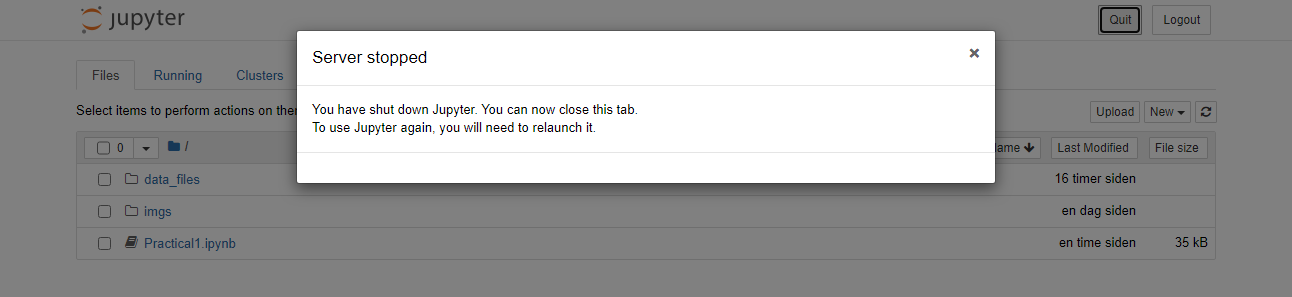 jupyter
Quit Logout
Server stopped ×
Files Running Clusters
You have shut down Jupyter. You can now close this tab.
To use Jupyter again, you will need to relaunch it.
Select items to perform actions on
Upload New
0 / Last Modified File size
data_files 16 timer siden
imgs en dag siden
Practical1.ipynb en time siden 35 kB